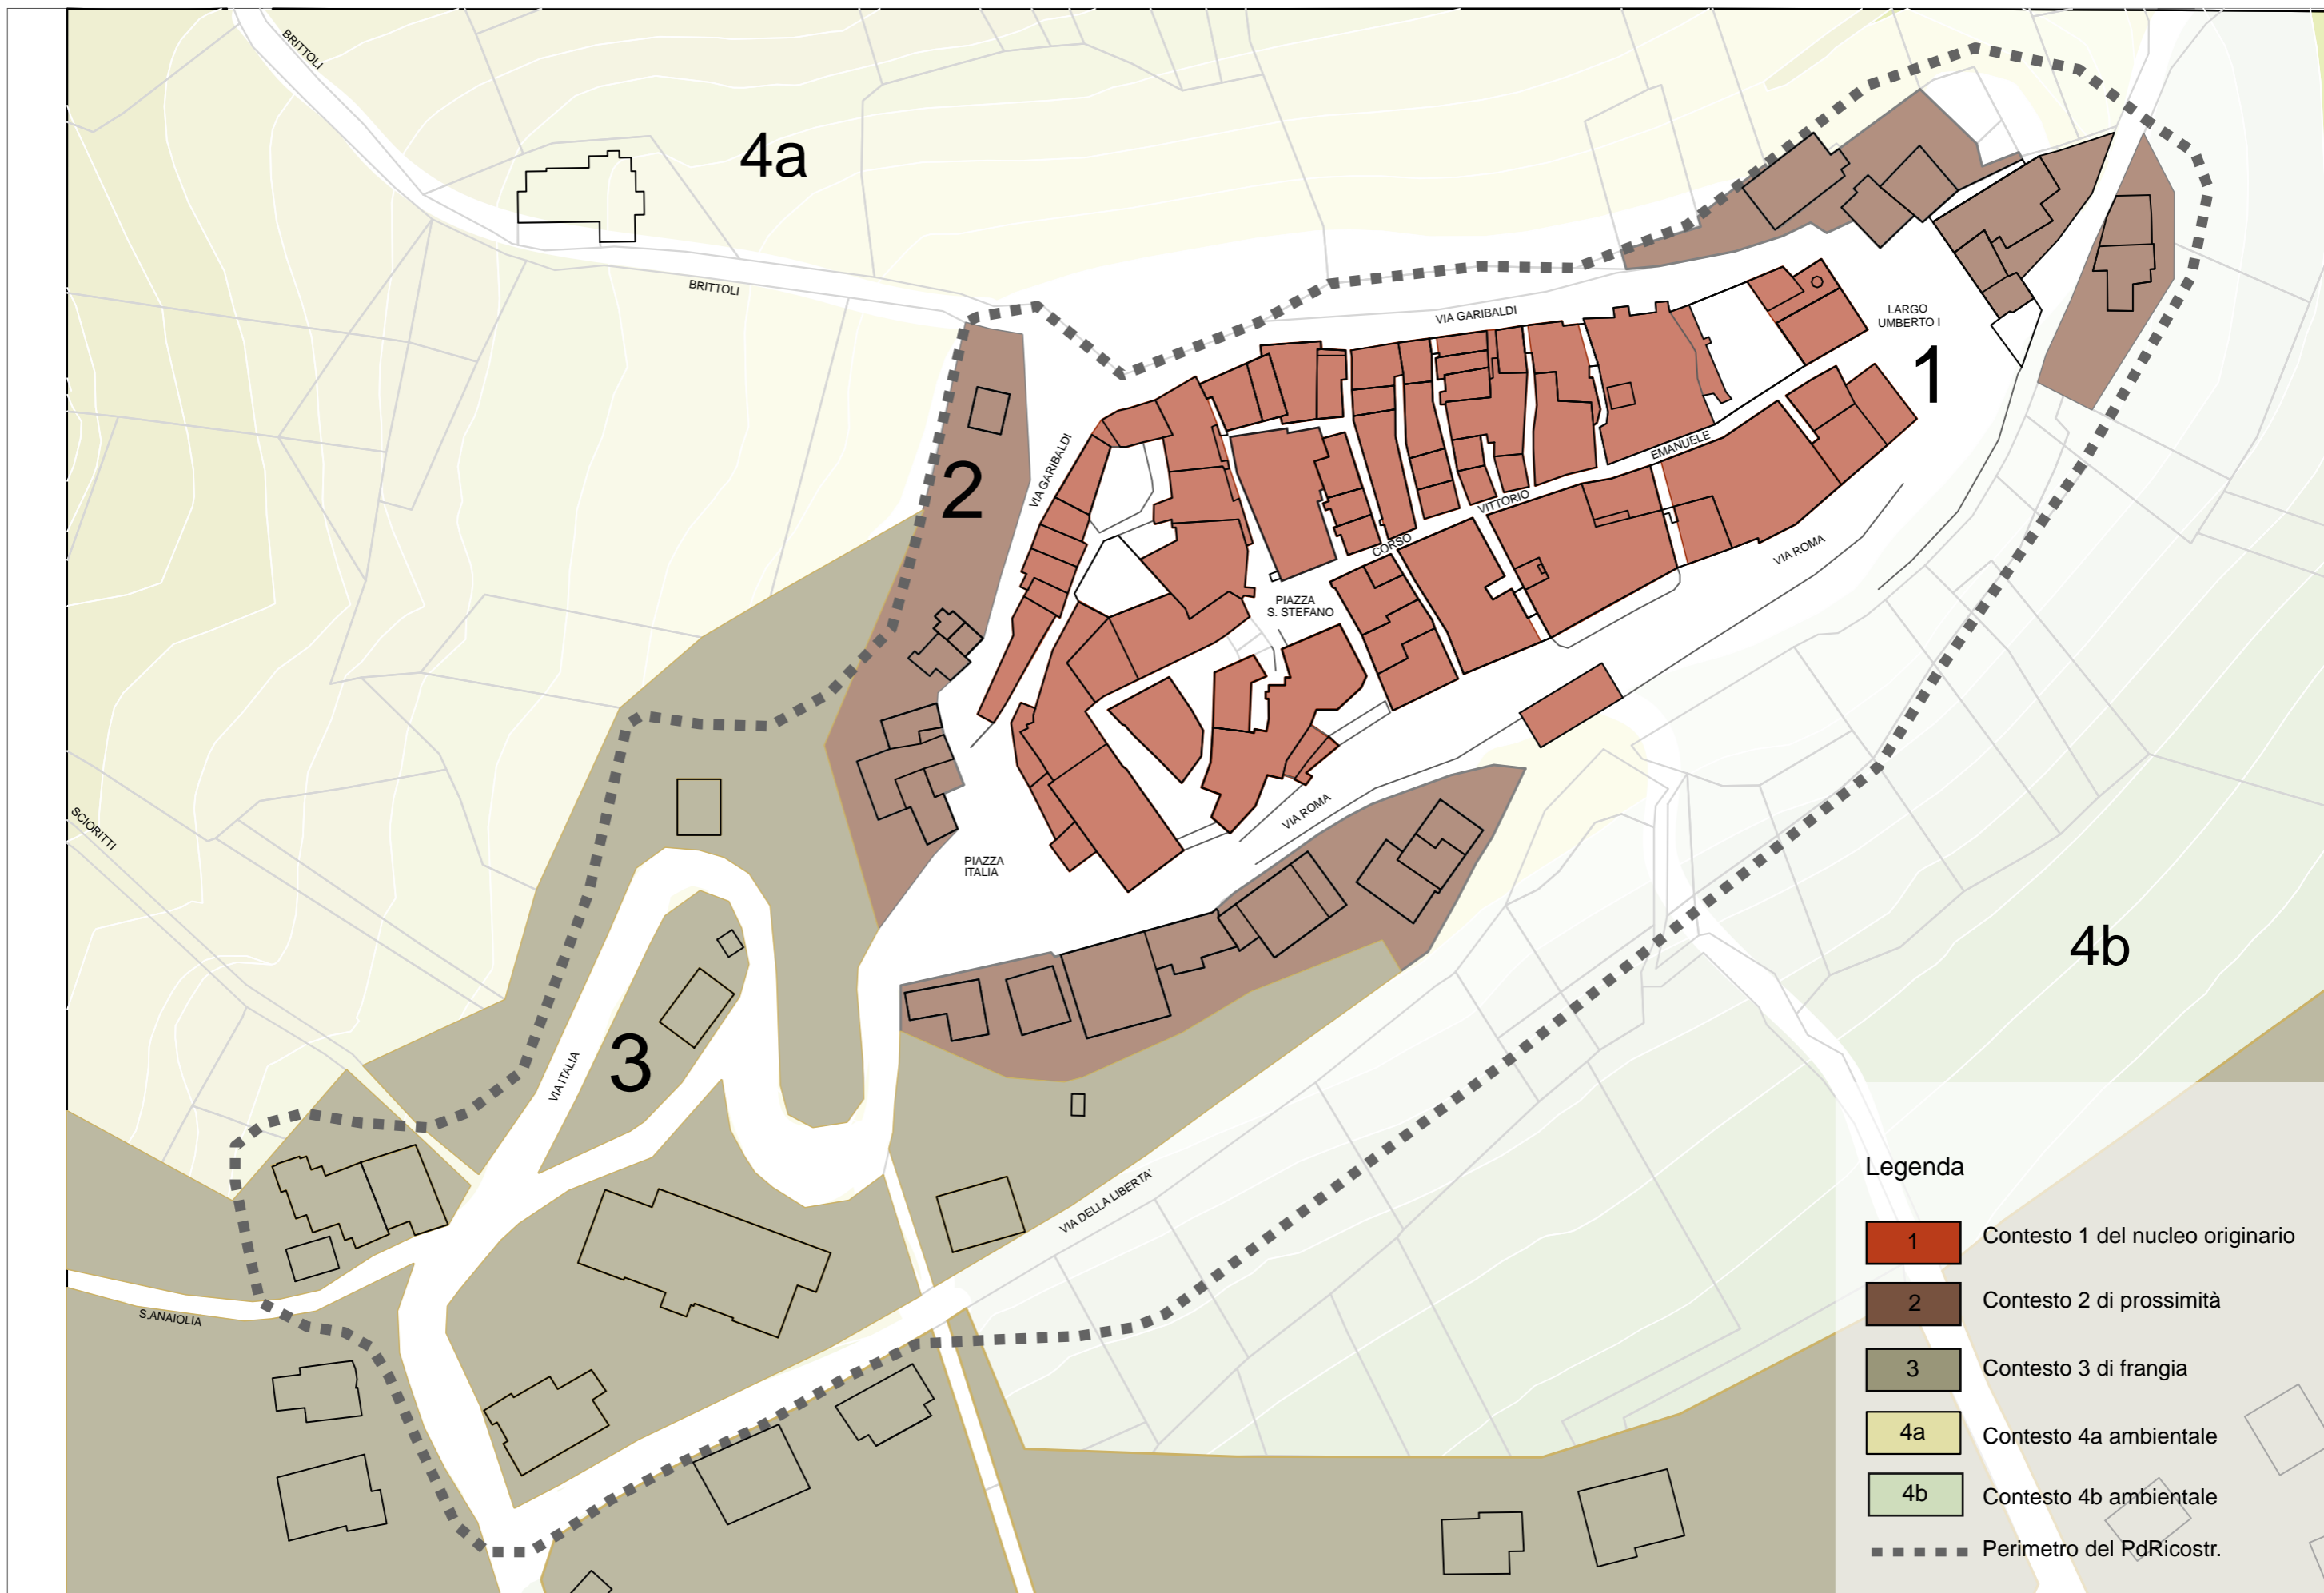 BRITTOLI
4a
BRITTOLI
VIA GARIBALDI
LARGO
UMBERTO I
1
2
VIA GARIBALDI
EMANUELE
VITTORIO
CORSO
VIA ROMA
PIAZZA
S. STEFANO
SCIORITTI
VIA ROMA
PIAZZA
ITALIA
4b
3
VIA ITALIA
VIA DELLA LIBERTA'
S.ANAIOLIA
Legenda
1 Contesto 1 del nucleo originario
2 Contesto 2 di prossimità
3 Contesto 3 di frangia
4a Contesto 4a ambientale
4b Contesto 4b ambientale
Perimetro del PdRicostr.